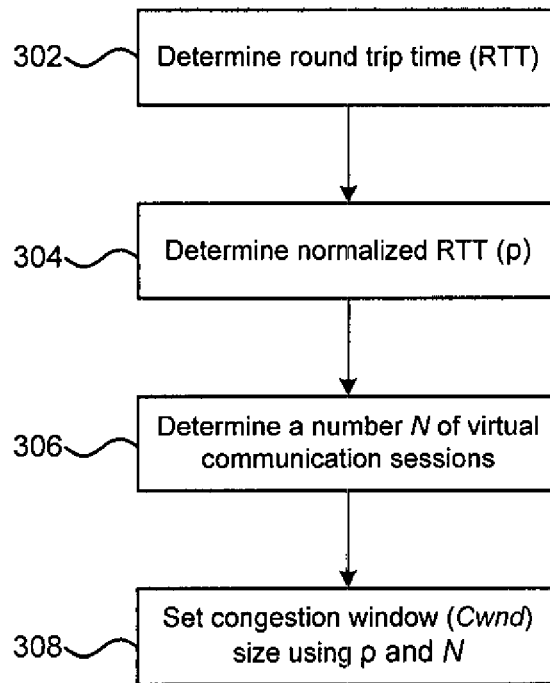 302
Determine round trip time (RTT)
304
Determine normalized RTT (ρ)
306
Determine a number N of virtual
communication sessions
308
Set congestion window (Cwnd)
size using ρ and N